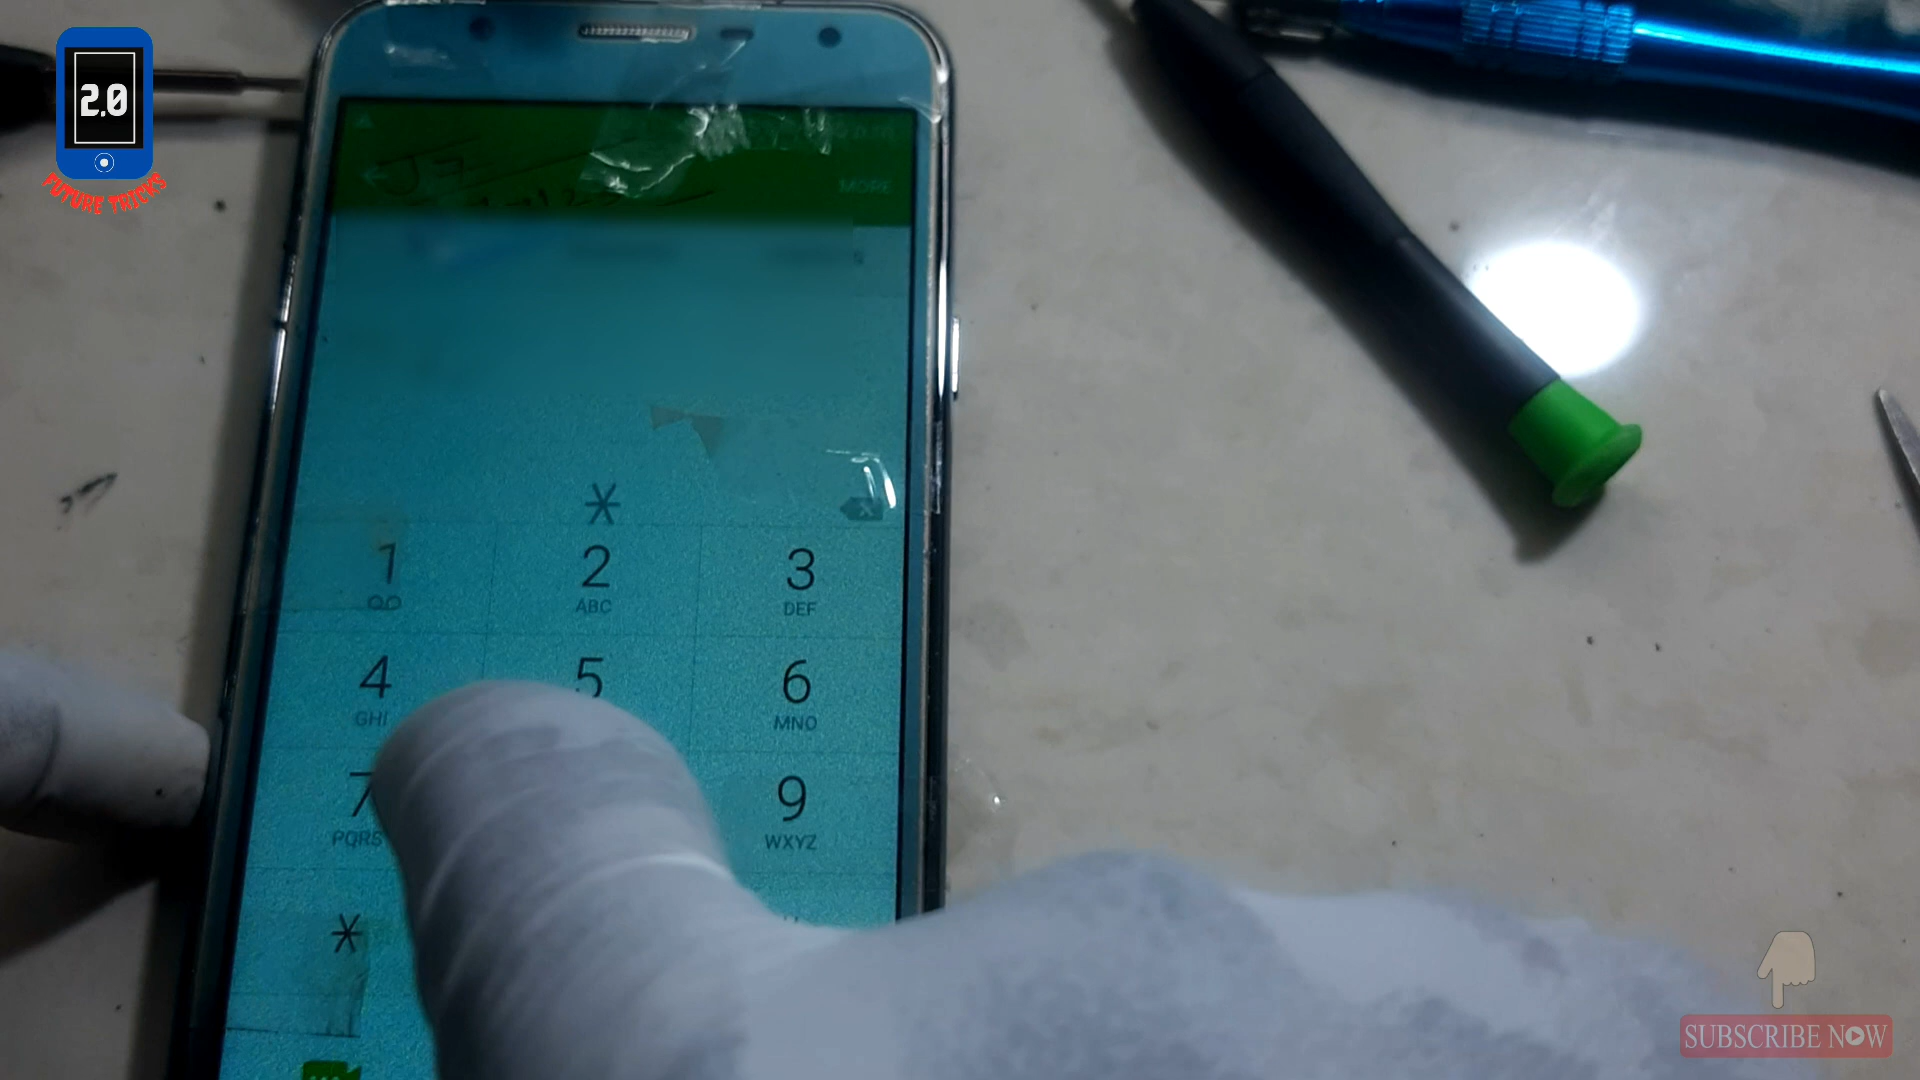 2.0
FUTURE TRICKS
J7
MORE
*
1
2
ABC
3
DEF
4
GHI
5
6
MNO
7
PQRS
9
WXYZ
*
SUBSCRIBE NOW